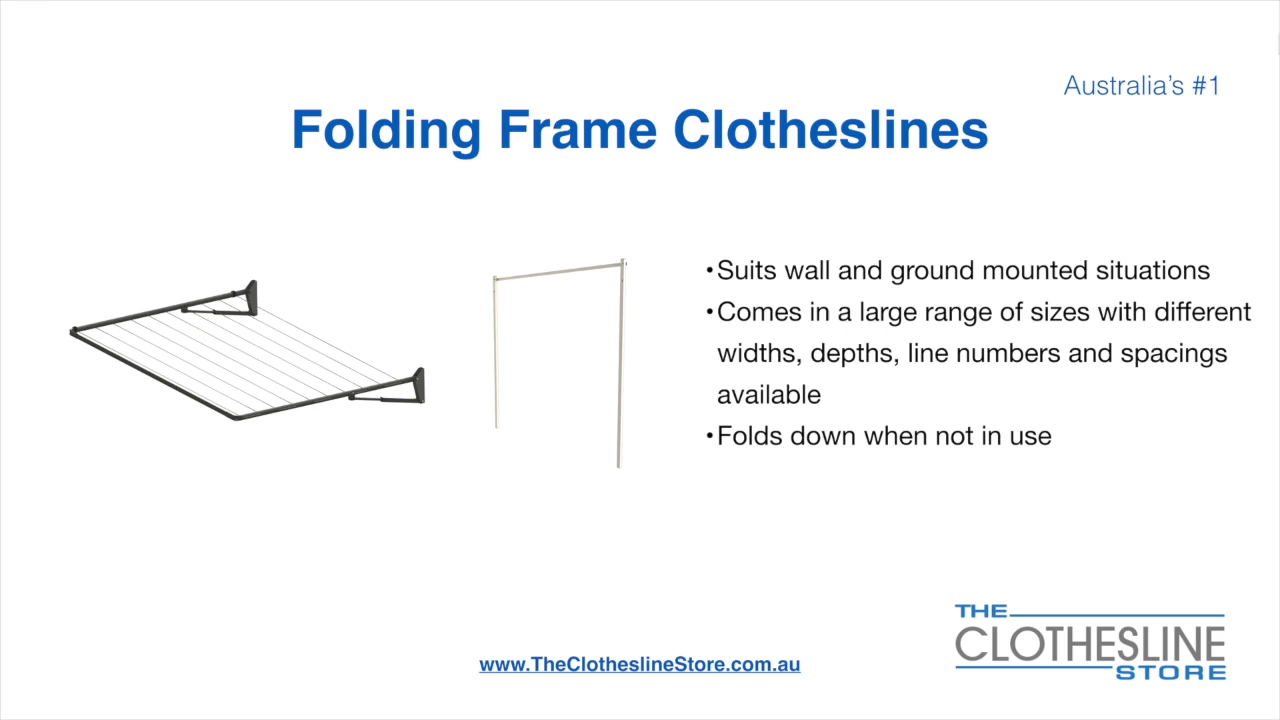 Australia's #1
Folding Frame Clotheslines
•Suits wall and ground mounted situations
•Comes in a large range of sizes with different
widths, depths, line numbers and spacings
available
•Folds down when not in use
THE
CLOTHESLINE
STORE
www.TheClotheslineStore.com.au